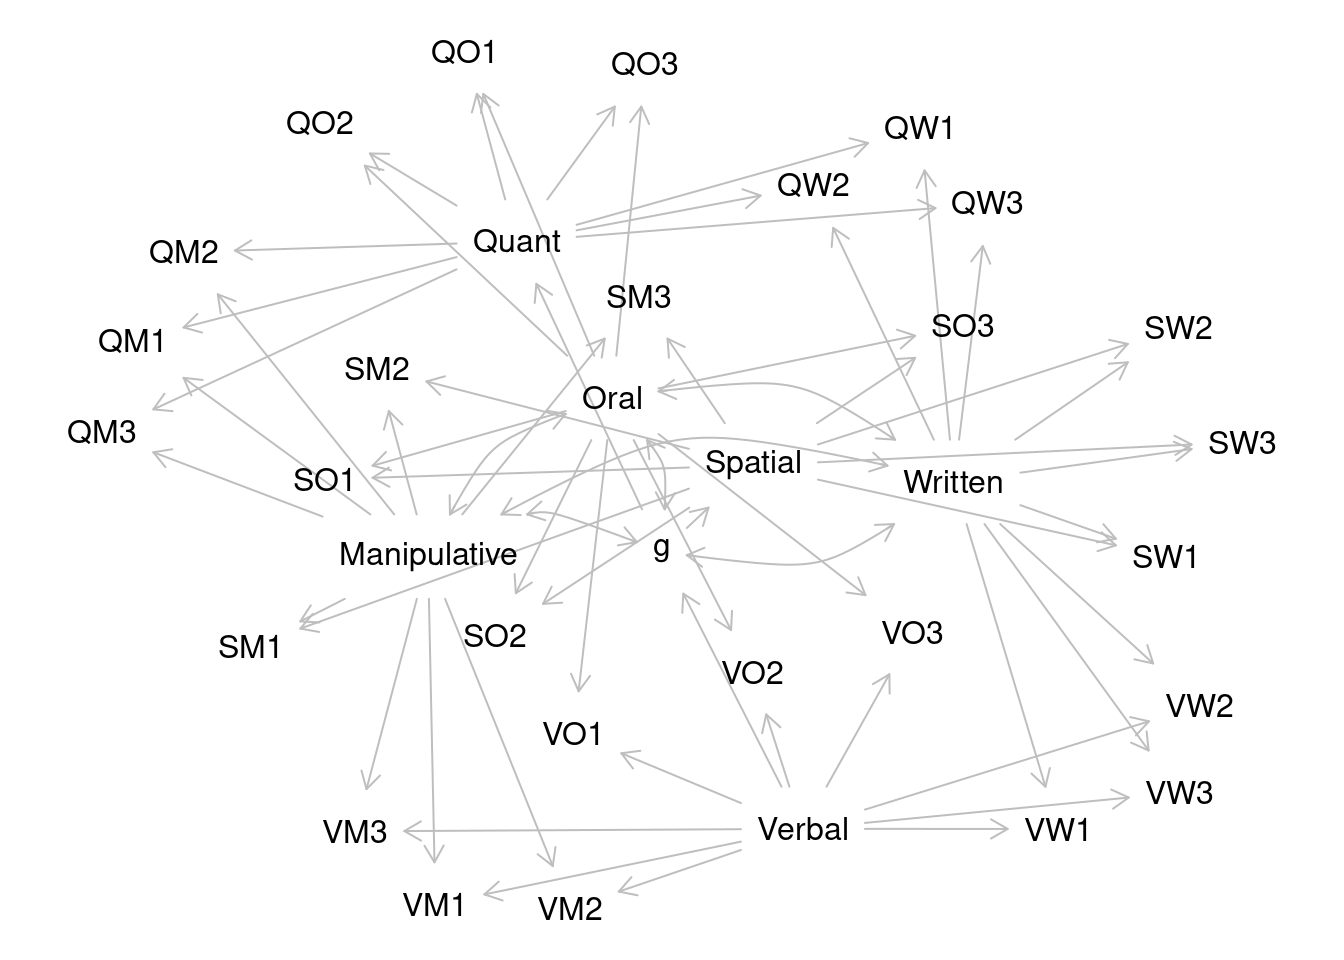 QO1
QO3
QO2
QW1
QW2
QW3
Quant
QM2
SM3
SO3
SW2
QM1
SM2
Oral
QM3
SW3
Spatial
SO1
Written
g
Manipulative
SW1
SO2
VO3
SM1
VO2
VW2
VO1
VW3
VM3
Verbal
VW1
VM1
VM2